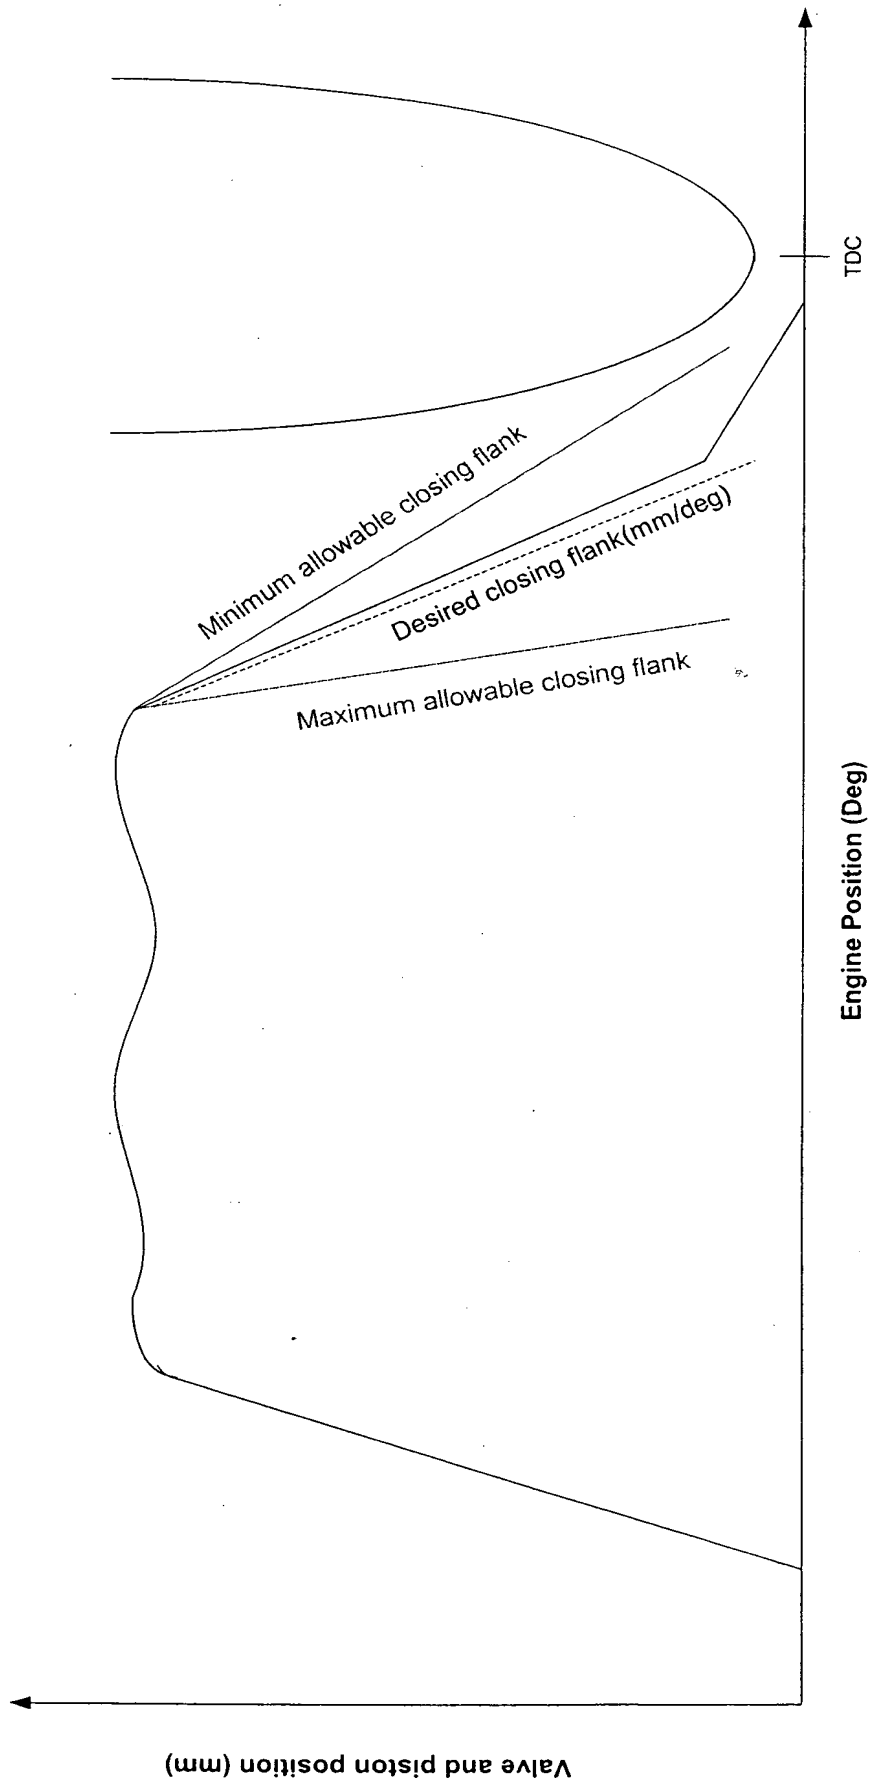 Valve and piston position (mm)
Minimum allowable closing flank
Desired closing flank(mm/deg)
Maximum allowable closing flank
TDC
Engine Position (Deg)